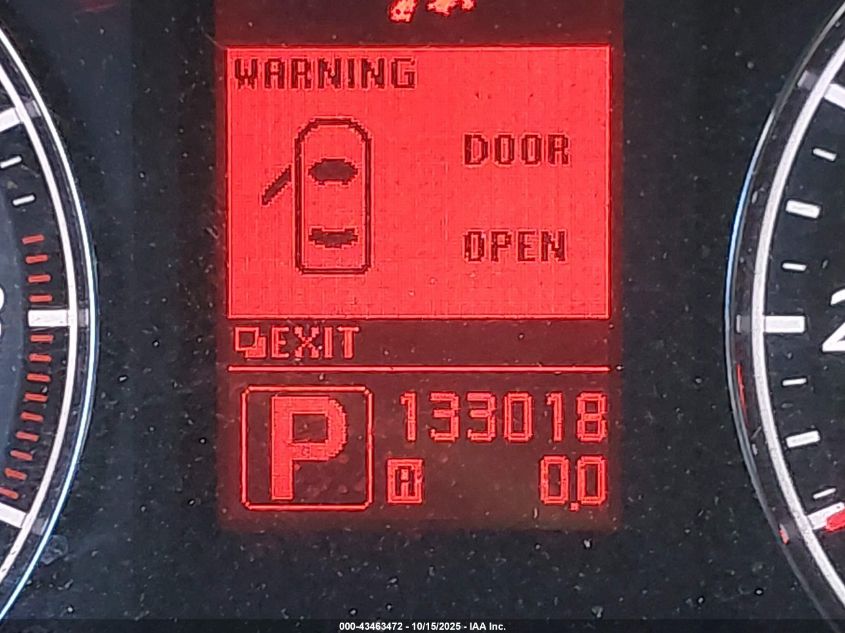 WARNING
DOOR
OPEN
EXIT
P
133018
A 0.0
000-43463472 - 10/15/2025 - IAA Inc.